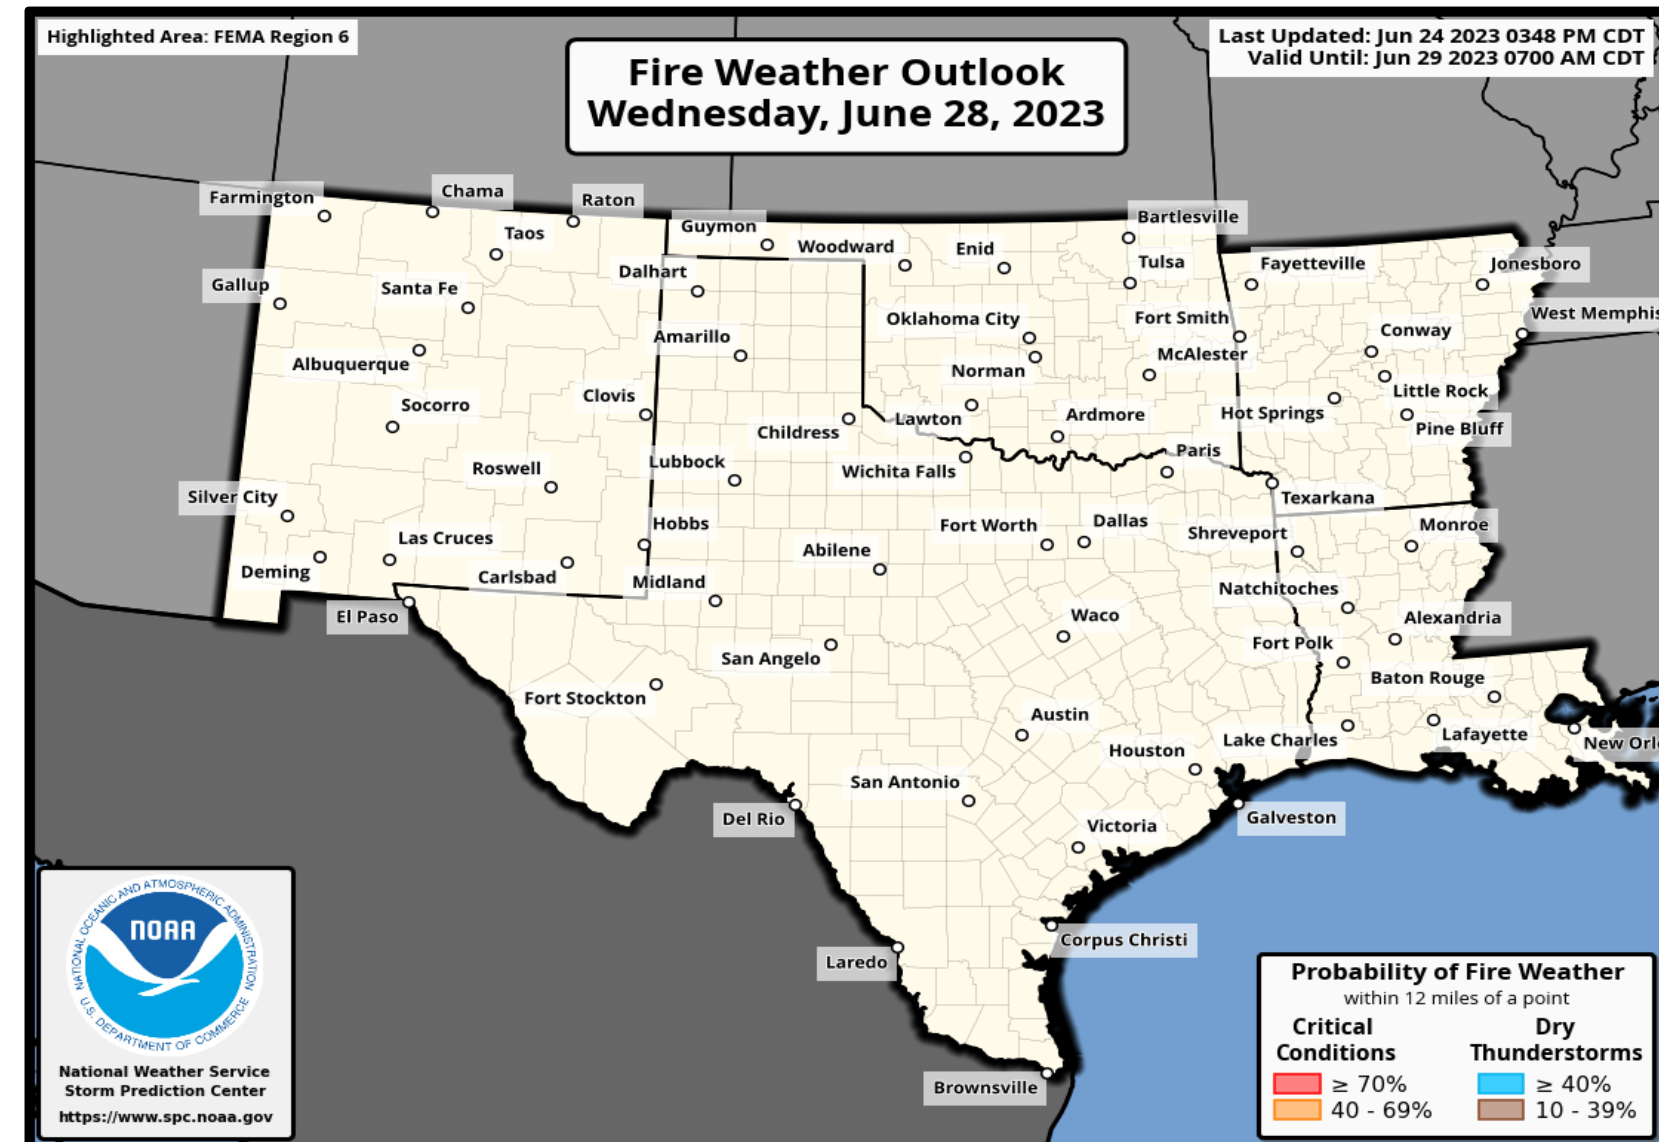 Highlighted Area: FEMA Region 6
Last Updated: Jun 24 2023 0348 PM CDT
Valid Until: Jun 29 2023 0700 AM CDT
Fire Weather Outlook
Wednesday, June 28, 2023
Farmington
Chama
Raton
Taos
Guymon
Woodward
Enid
Bartlesville
Tulsa
Fayetteville
Jonesboro
Gallup
Santa Fe
Dalhart
Oklahoma City
Fort Smith
Conway
West Memphis
Albuquerque
Amarillo
Norman
McAlester
Little Rock
Socorro
Clovis
Childress
Lawton
Ardmore
Hot Springs
Pine Bluff
Roswell
Lubbock
Wichita Falls
Paris
Silver City
Texarkana
Las Cruces
Hobbs
Fort Worth
Dallas
Shreveport
Monroe
Deming
Carlsbad
Midland
Abilene
Natchitoches
El Paso
Waco
Alexandria
San Angelo
Fort Polk
Fort Stockton
Baton Rouge
Austin
Houston
Lake Charles
Lafayette
New Orl
San Antonio
Del Rio
Victoria
Galveston
Corpus Christi
Laredo
Brownsville
NATIONAL OCEANIC AND ATMOSPHERIC ADMINISTRATION
NOAA
U.S. DEPARTMENT OF COMMERCE
National Weather Service
Storm Prediction Center
https://www.spc.noaa.gov
Probability of Fire Weather
within 12 miles of a point
Critical Conditions
≥ 70%
40 - 69%
Dry Thunderstorms
≥ 40%
10 - 39%